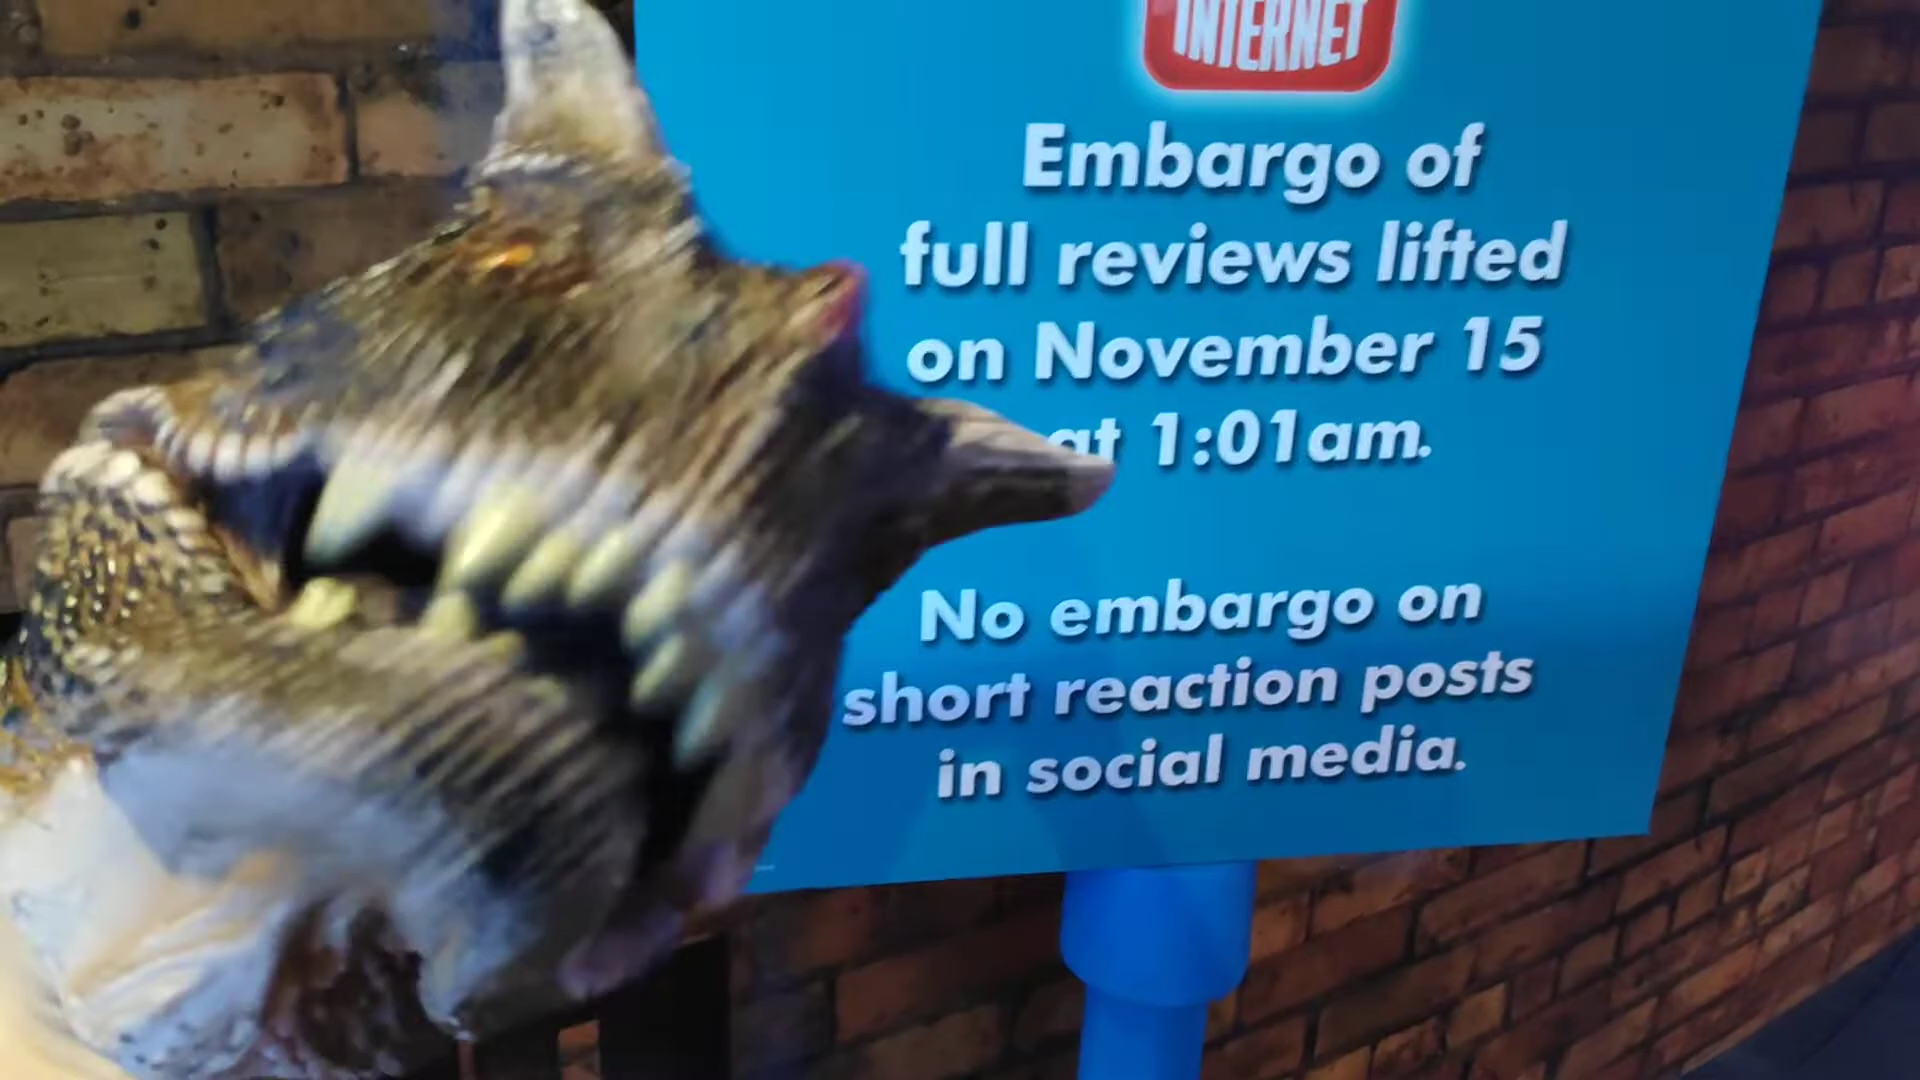 INTERNET
Embargo of
full reviews lifted
on November 15
at 1:01am.
No embargo on
short reaction posts
in social media.